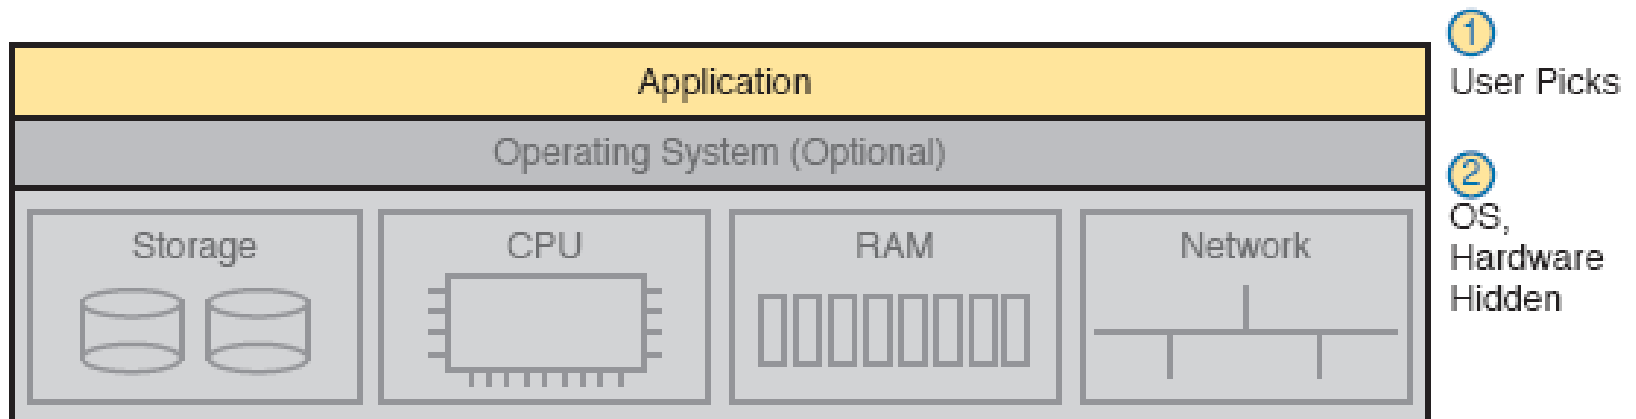 1
User Picks
Application
Operating System (Optional)
2
OS,
Hardware
Hidden
Storage
CPU
RAM
Network